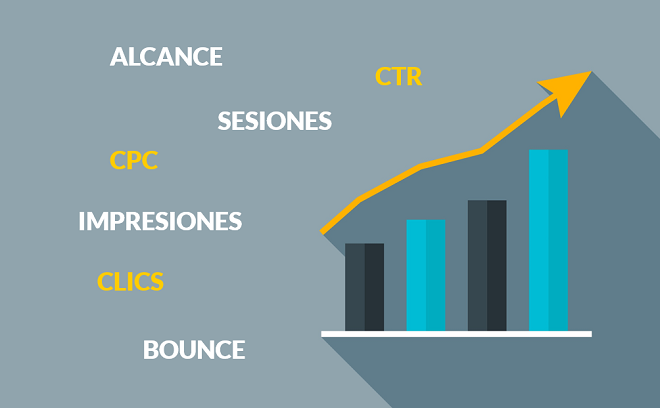 ALCANCE
CTR
SESIONES
CPC
IMPRESIONES
CLICS
BOUNCE